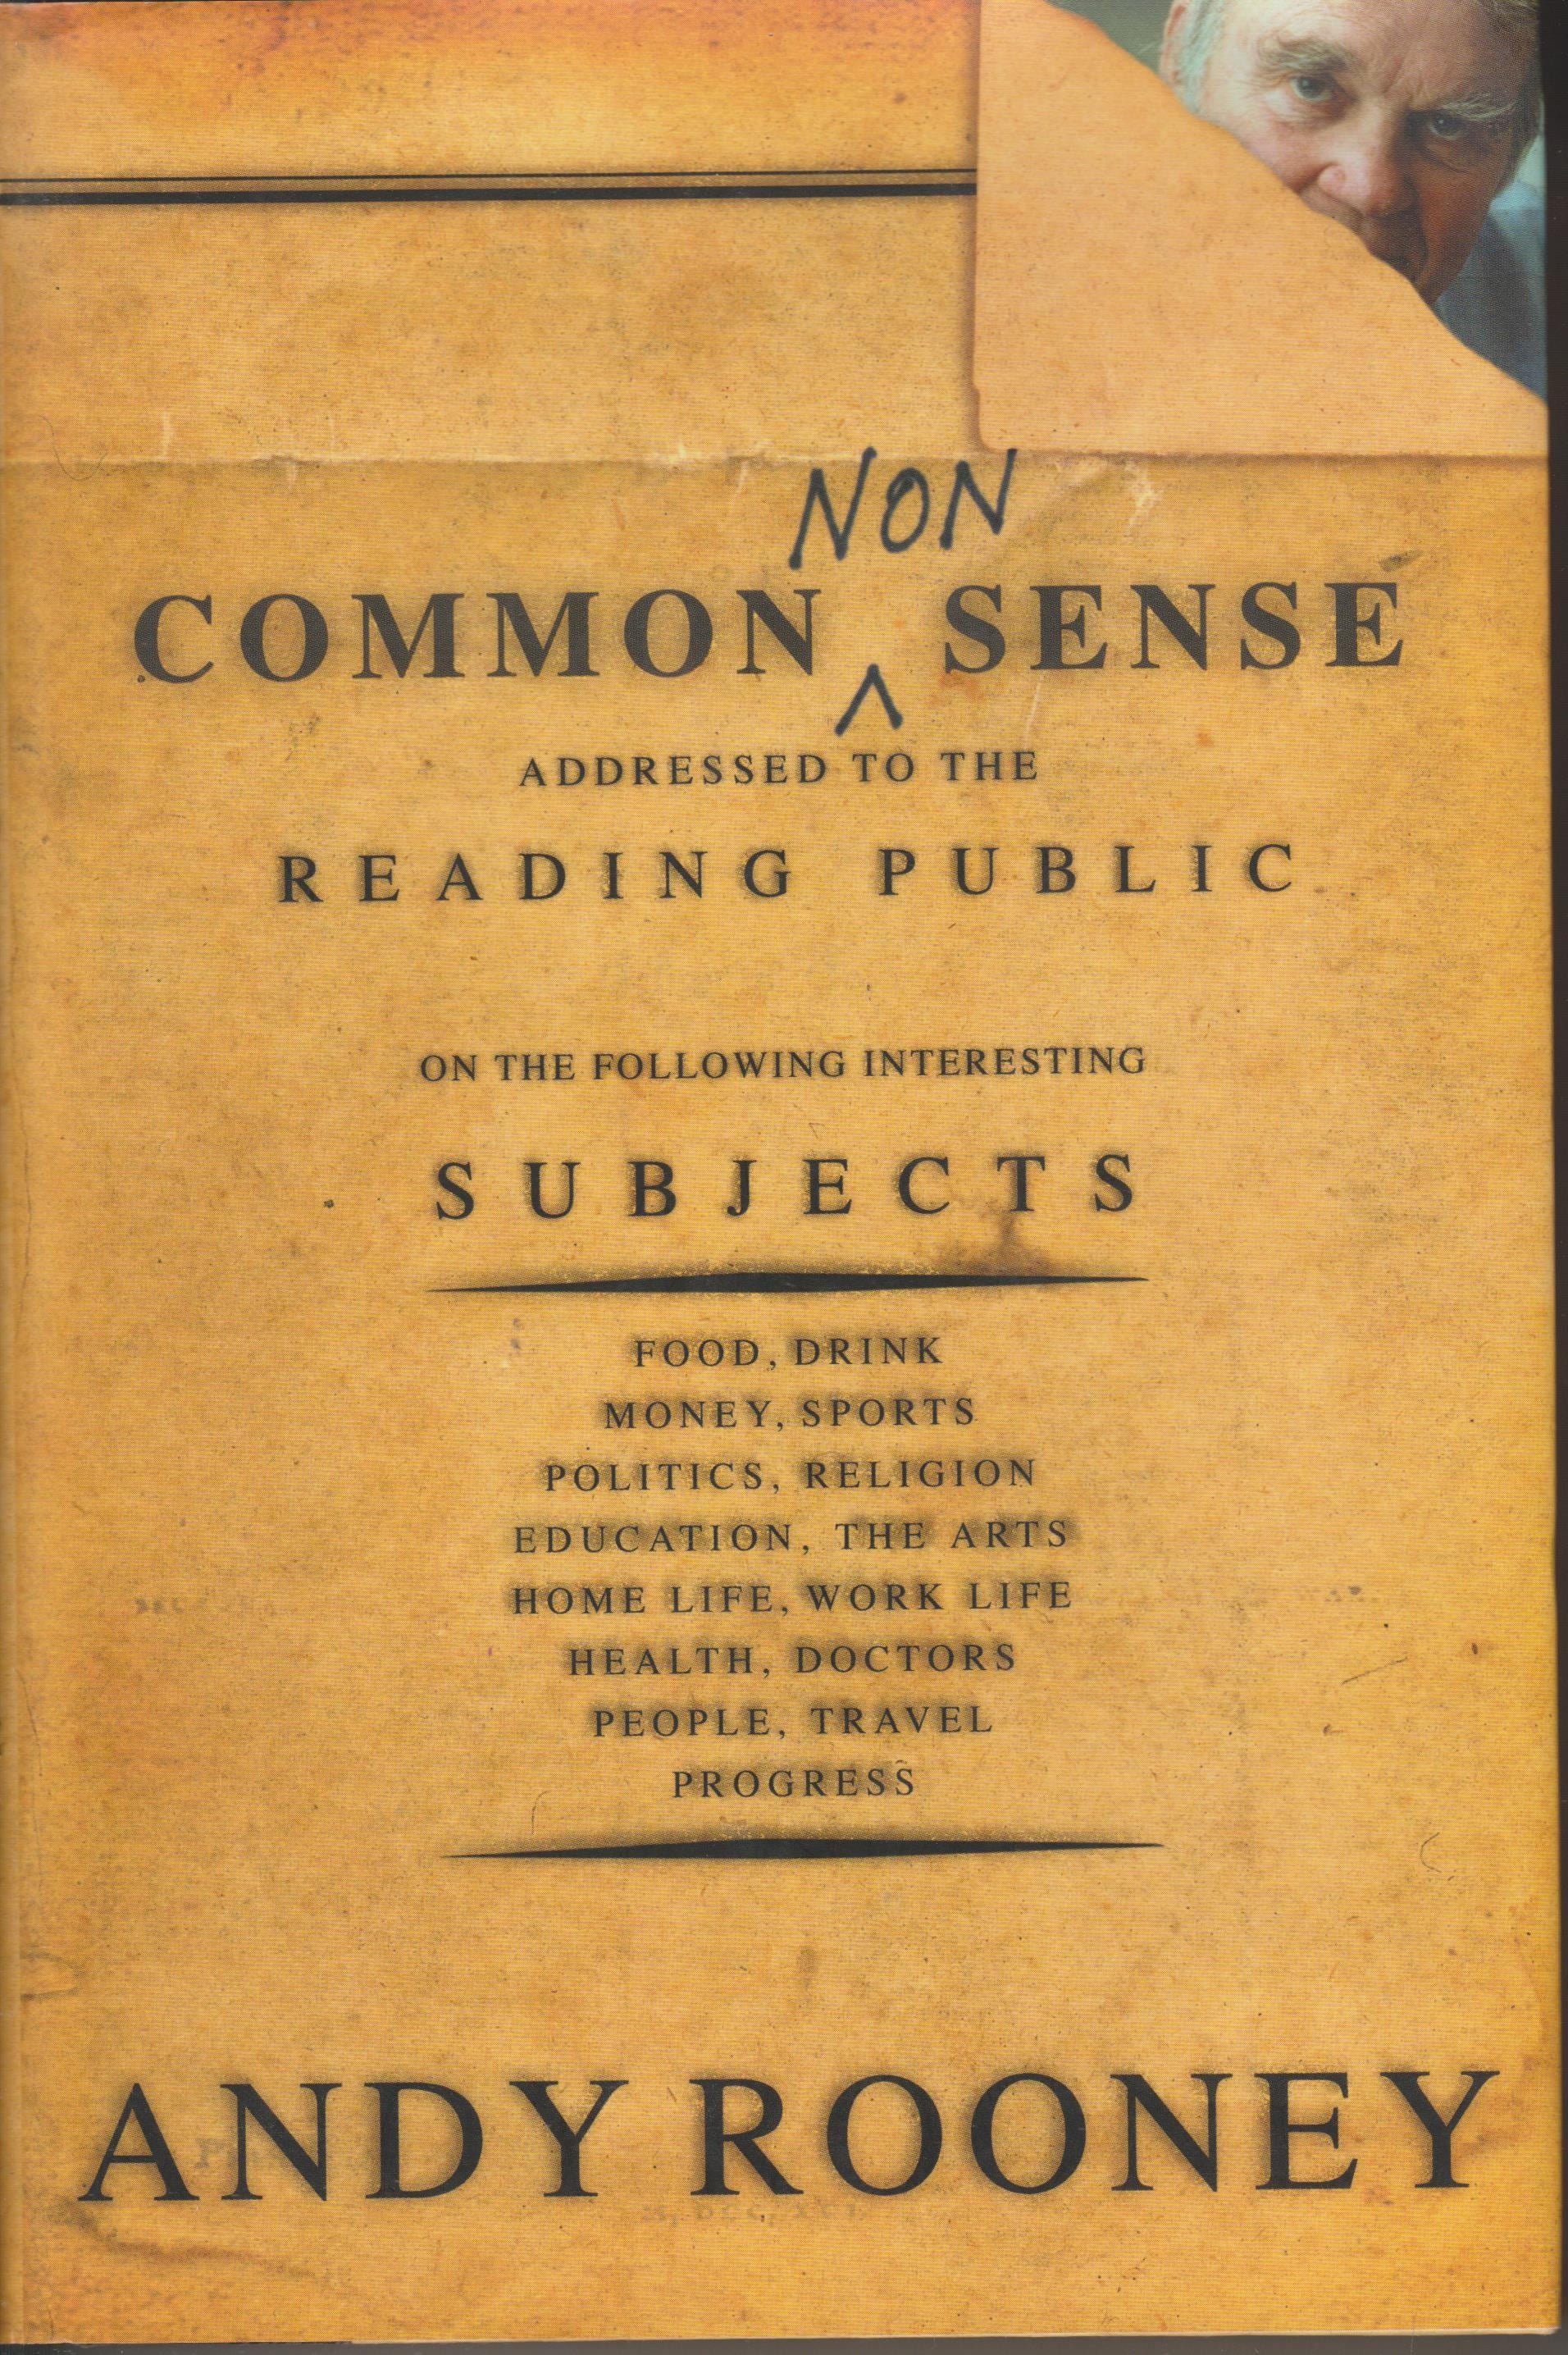 NON
COMMON ^ SENSE
ADDRESSED TO THE
READING PUBLIC
ON THE FOLLOWING INTERESTING
SUBJECTS
FOOD, DRINK
MONEY, SPORTS
POLITICS, RELIGION
EDUCATION, THE ARTS
HOME LIFE, WORK LIFE
HEALTH, DOCTORS
PEOPLE, TRAVEL
PROGRESS
ANDY ROONEY